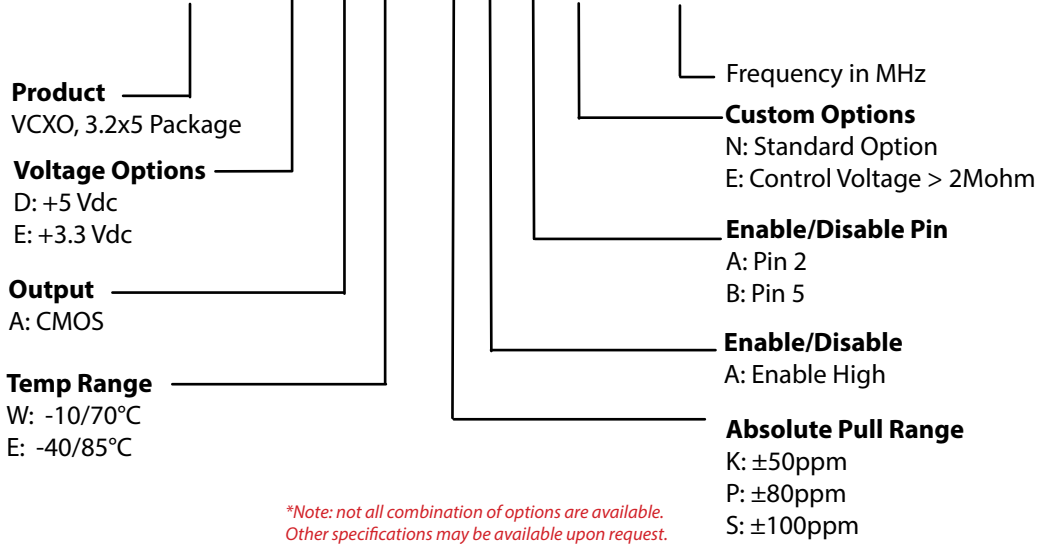 Product
VCXO, 3.2x5 Package
Voltage Options
D: +5 Vdc
E: +3.3 Vdc
Output
A: CMOS
Temp Range
W: -10/70°C
E: -40/85°C
Frequency in MHz
Custom Options
N: Standard Option
E: Control Voltage > 2Mohm
Enable/Disable Pin
A: Pin 2
B: Pin 5
Enable/Disable
A: Enable High
Absolute Pull Range
K: ±50ppm
P: ±80ppm
S: ±100ppm
*Note: not all combination of options are available.
Other specifications may be available upon request.